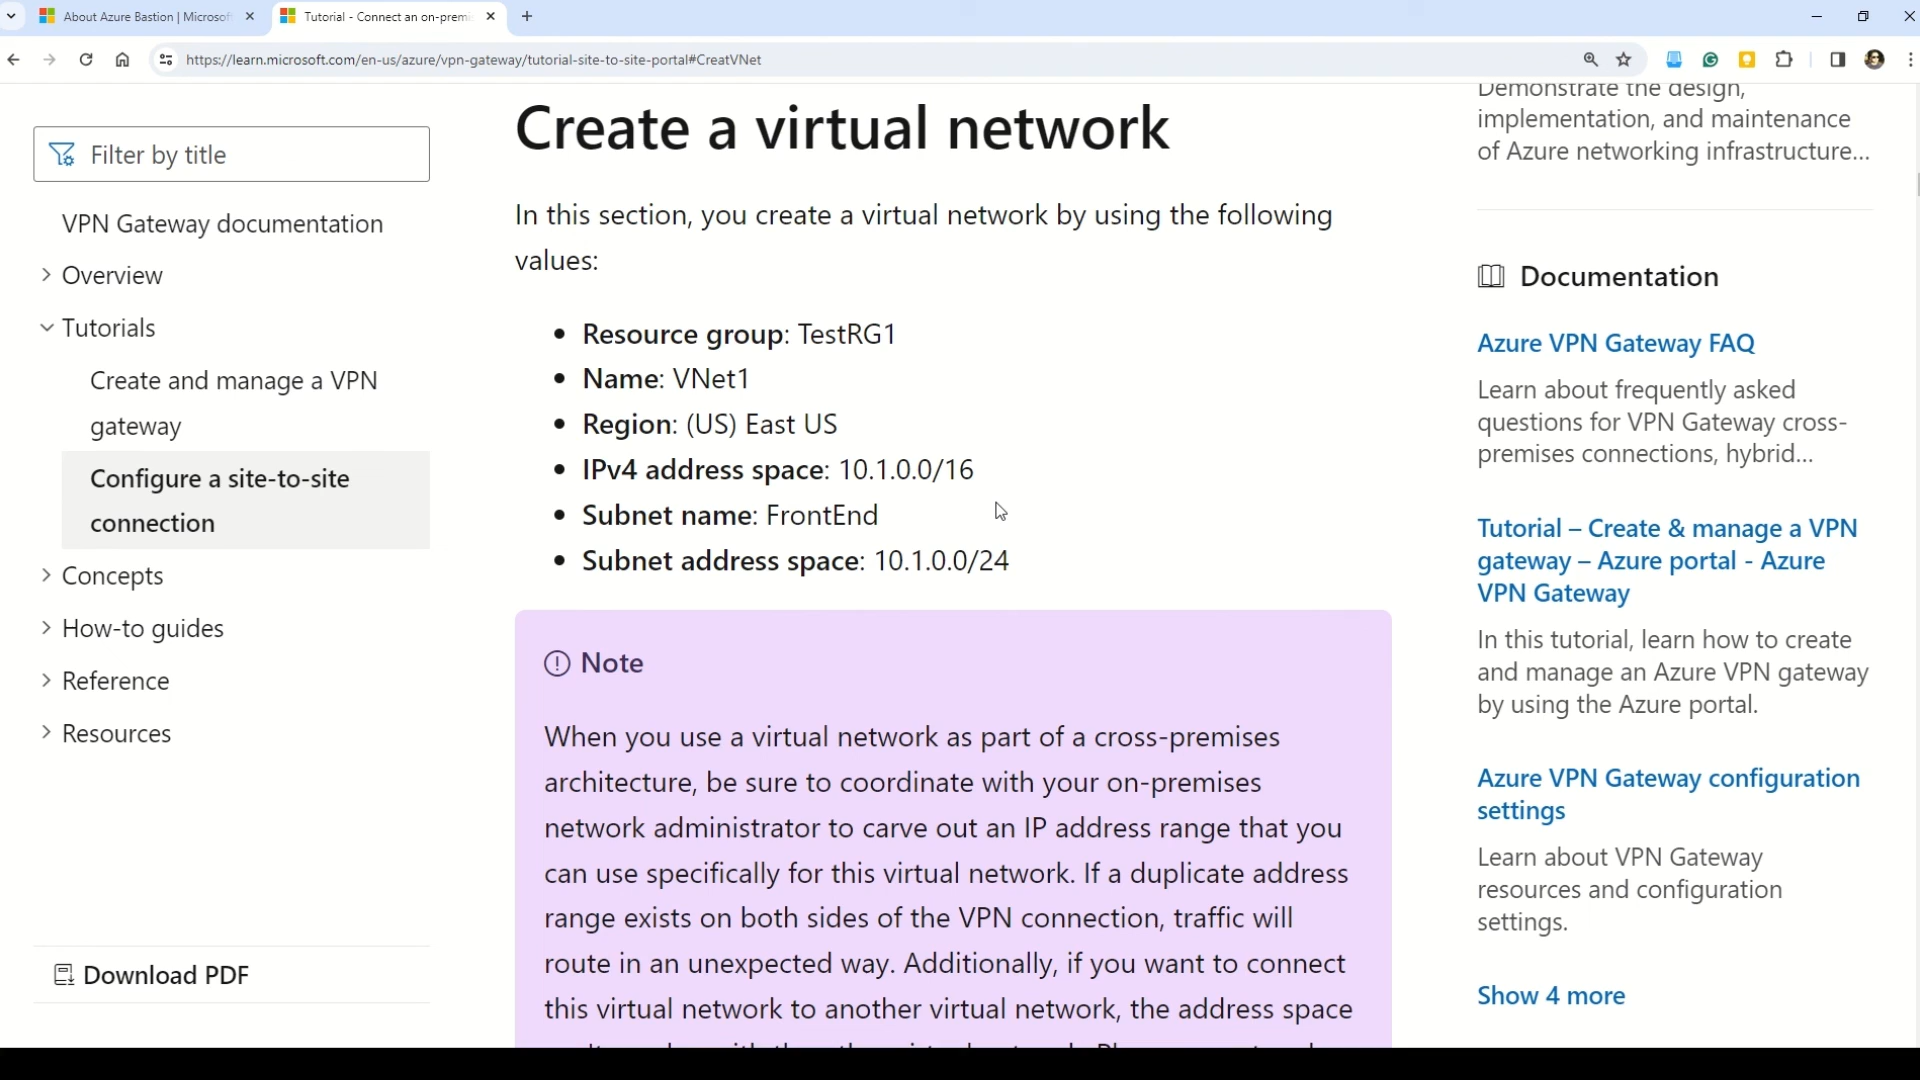 About Azure Bastion | Microsof
Tutorial - Connect an on-premi
https://learn.microsoft.com/en-us/azure/vpn-gateway/tutorial-site-to-site-portal#CreatVNet
Filter by title
VPN Gateway documentation
Overview
Tutorials
Create and manage a VPN
gateway
Configure a site-to-site
connection
Concepts
How-to guides
Reference
Resources
Download PDF
Create a virtual network
In this section, you create a virtual network by using the following
values:
• Resource group: TestRG1
• Name: VNet1
• Region: (US) East US
• IPv4 address space: 10.1.0.0/16
• Subnet name: FrontEnd
• Subnet address space: 10.1.0.0/24
Note
When you use a virtual network as part of a cross-premises
architecture, be sure to coordinate with your on-premises
network administrator to carve out an IP address range that you
can use specifically for this virtual network. If a duplicate address
range exists on both sides of the VPN connection, traffic will
route in an unexpected way. Additionally, if you want to connect
this virtual network to another virtual network, the address space
Demonstrate the design,
implementation, and maintenance
of Azure networking infrastructure...
Documentation
Azure VPN Gateway FAQ
Learn about frequently asked
questions for VPN Gateway cross-
premises connections, hybrid...
Tutorial – Create & manage a VPN
gateway – Azure portal - Azure
VPN Gateway
In this tutorial, learn how to create
and manage an Azure VPN gateway
by using the Azure portal.
Azure VPN Gateway configuration
settings
Learn about VPN Gateway
resources and configuration
settings.
Show 4 more